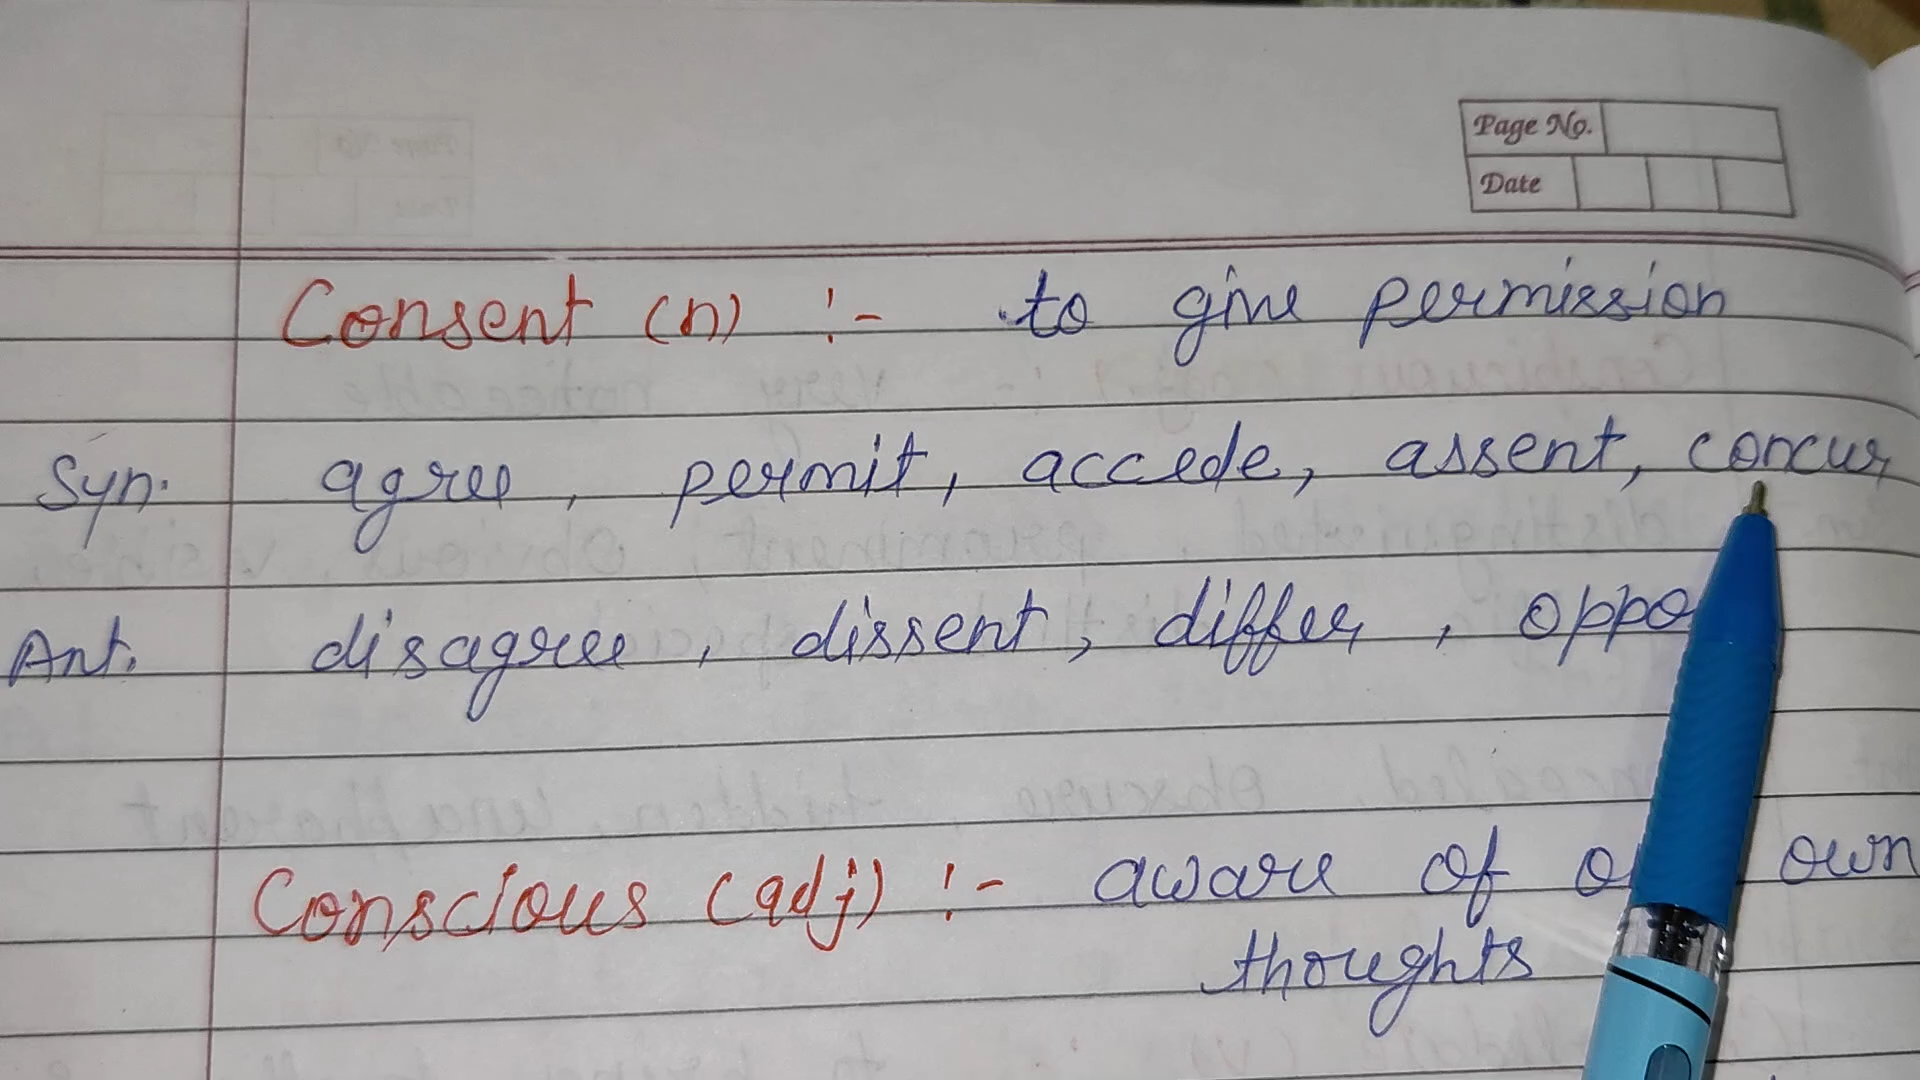 Page No.
Date
Consent (n) :- to give permission
Syn. agree, permit, accede, assent, concur
Ant. disagree, dissent, differ, oppo
Conscious (adj) :- aware of own
thoughts